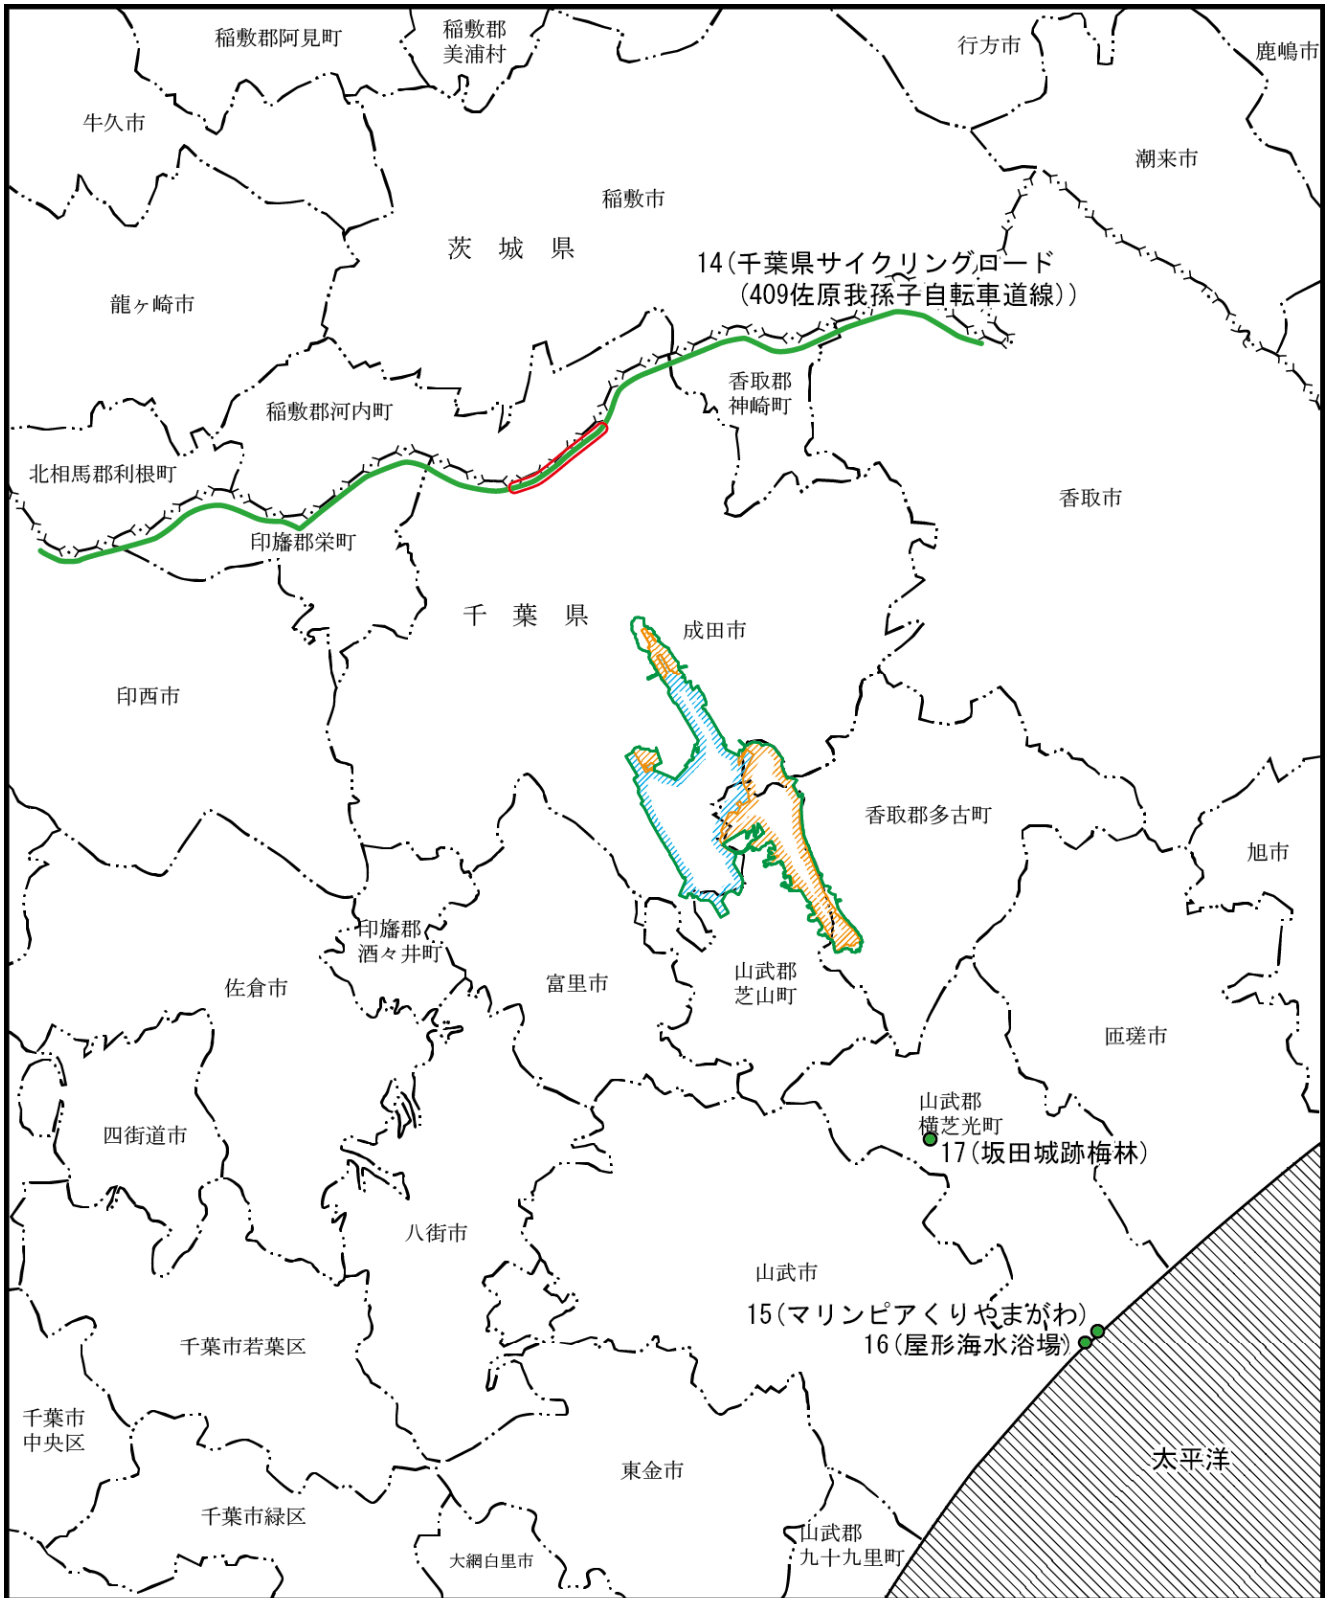 稲敷郡阿見町
稲敷郡
美浦村
行方市
鹿嶋市
牛久市
潮来市
稲敷市
茨城県
14(千葉県サイクリングロード
(409佐原我孫子自転車道線))
龍ヶ崎市
香取郡
神崎町
稲敷郡河内町
北相馬郡利根町
香取市
印旛郡栄町
千葉県
成田市
印西市
香取郡多古町
旭市
印旛郡
酒々井町
富里市
山武郡
芝山町
佐倉市
匝瑳市
山武郡
横芝光町
四街道市
17(坂田城跡梅林)
八街市
山武市
15(マリンピアくりやまがわ)
16(屋形海水浴場)
千葉市若葉区
千葉市
中央区
太平洋
東金市
千葉市緑区
山武郡
九十九里町
大網白里市